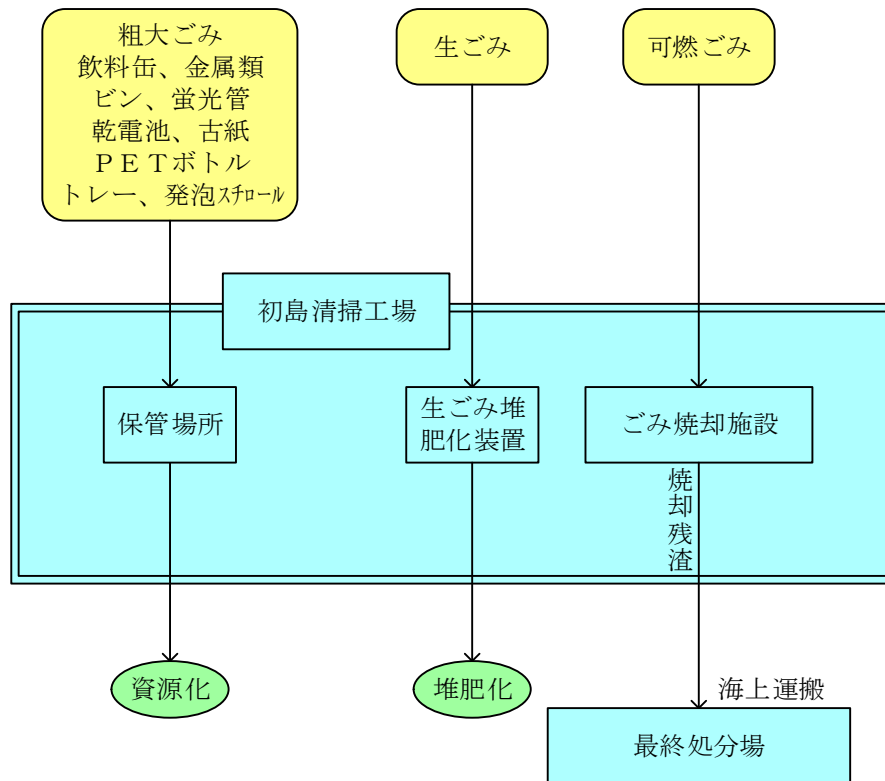 粗大ごみ
飲料缶、金属類
ビン、蛍光管
乾電池、古紙
ＰＥＴボトル
トレー、発泡ｽﾁﾛｰﾙ
生ごみ
可燃ごみ
初島清掃工場
保管場所
生ごみ堆
肥化装置
ごみ焼却施設
焼却残渣
資源化
堆肥化
海上運搬
最終処分場